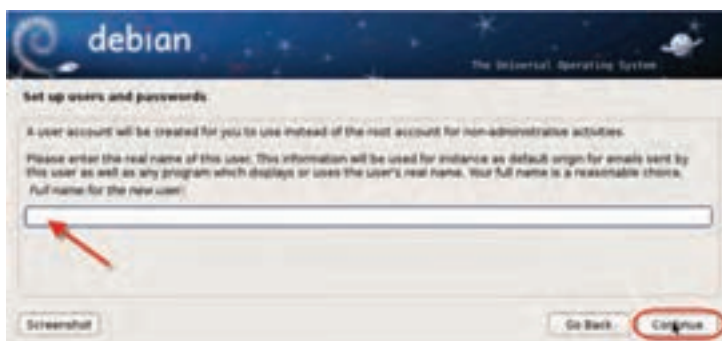 debian
The Universal Operating System
Set up users and passwords
A user account will be created for you to use instead of the root account for non-administrative activities.
Please enter the real name of this user. This information will be used for instance as default origin for emails sent by
this user as well as any program which displays or uses the user's real name. Your full name is a reasonable choice.
Full name for the new user:
Screenshot
Go Back
Continue